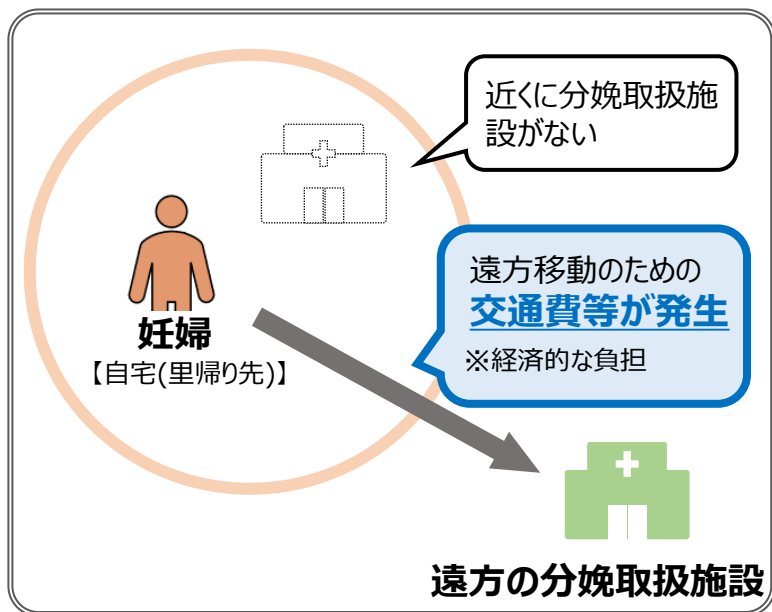 近くに分娩取扱施
設がない
遠方移動のための
交通費等が発生
※経済的な負担
妊婦
【自宅(里帰り先)】
遠方の分娩取扱施設